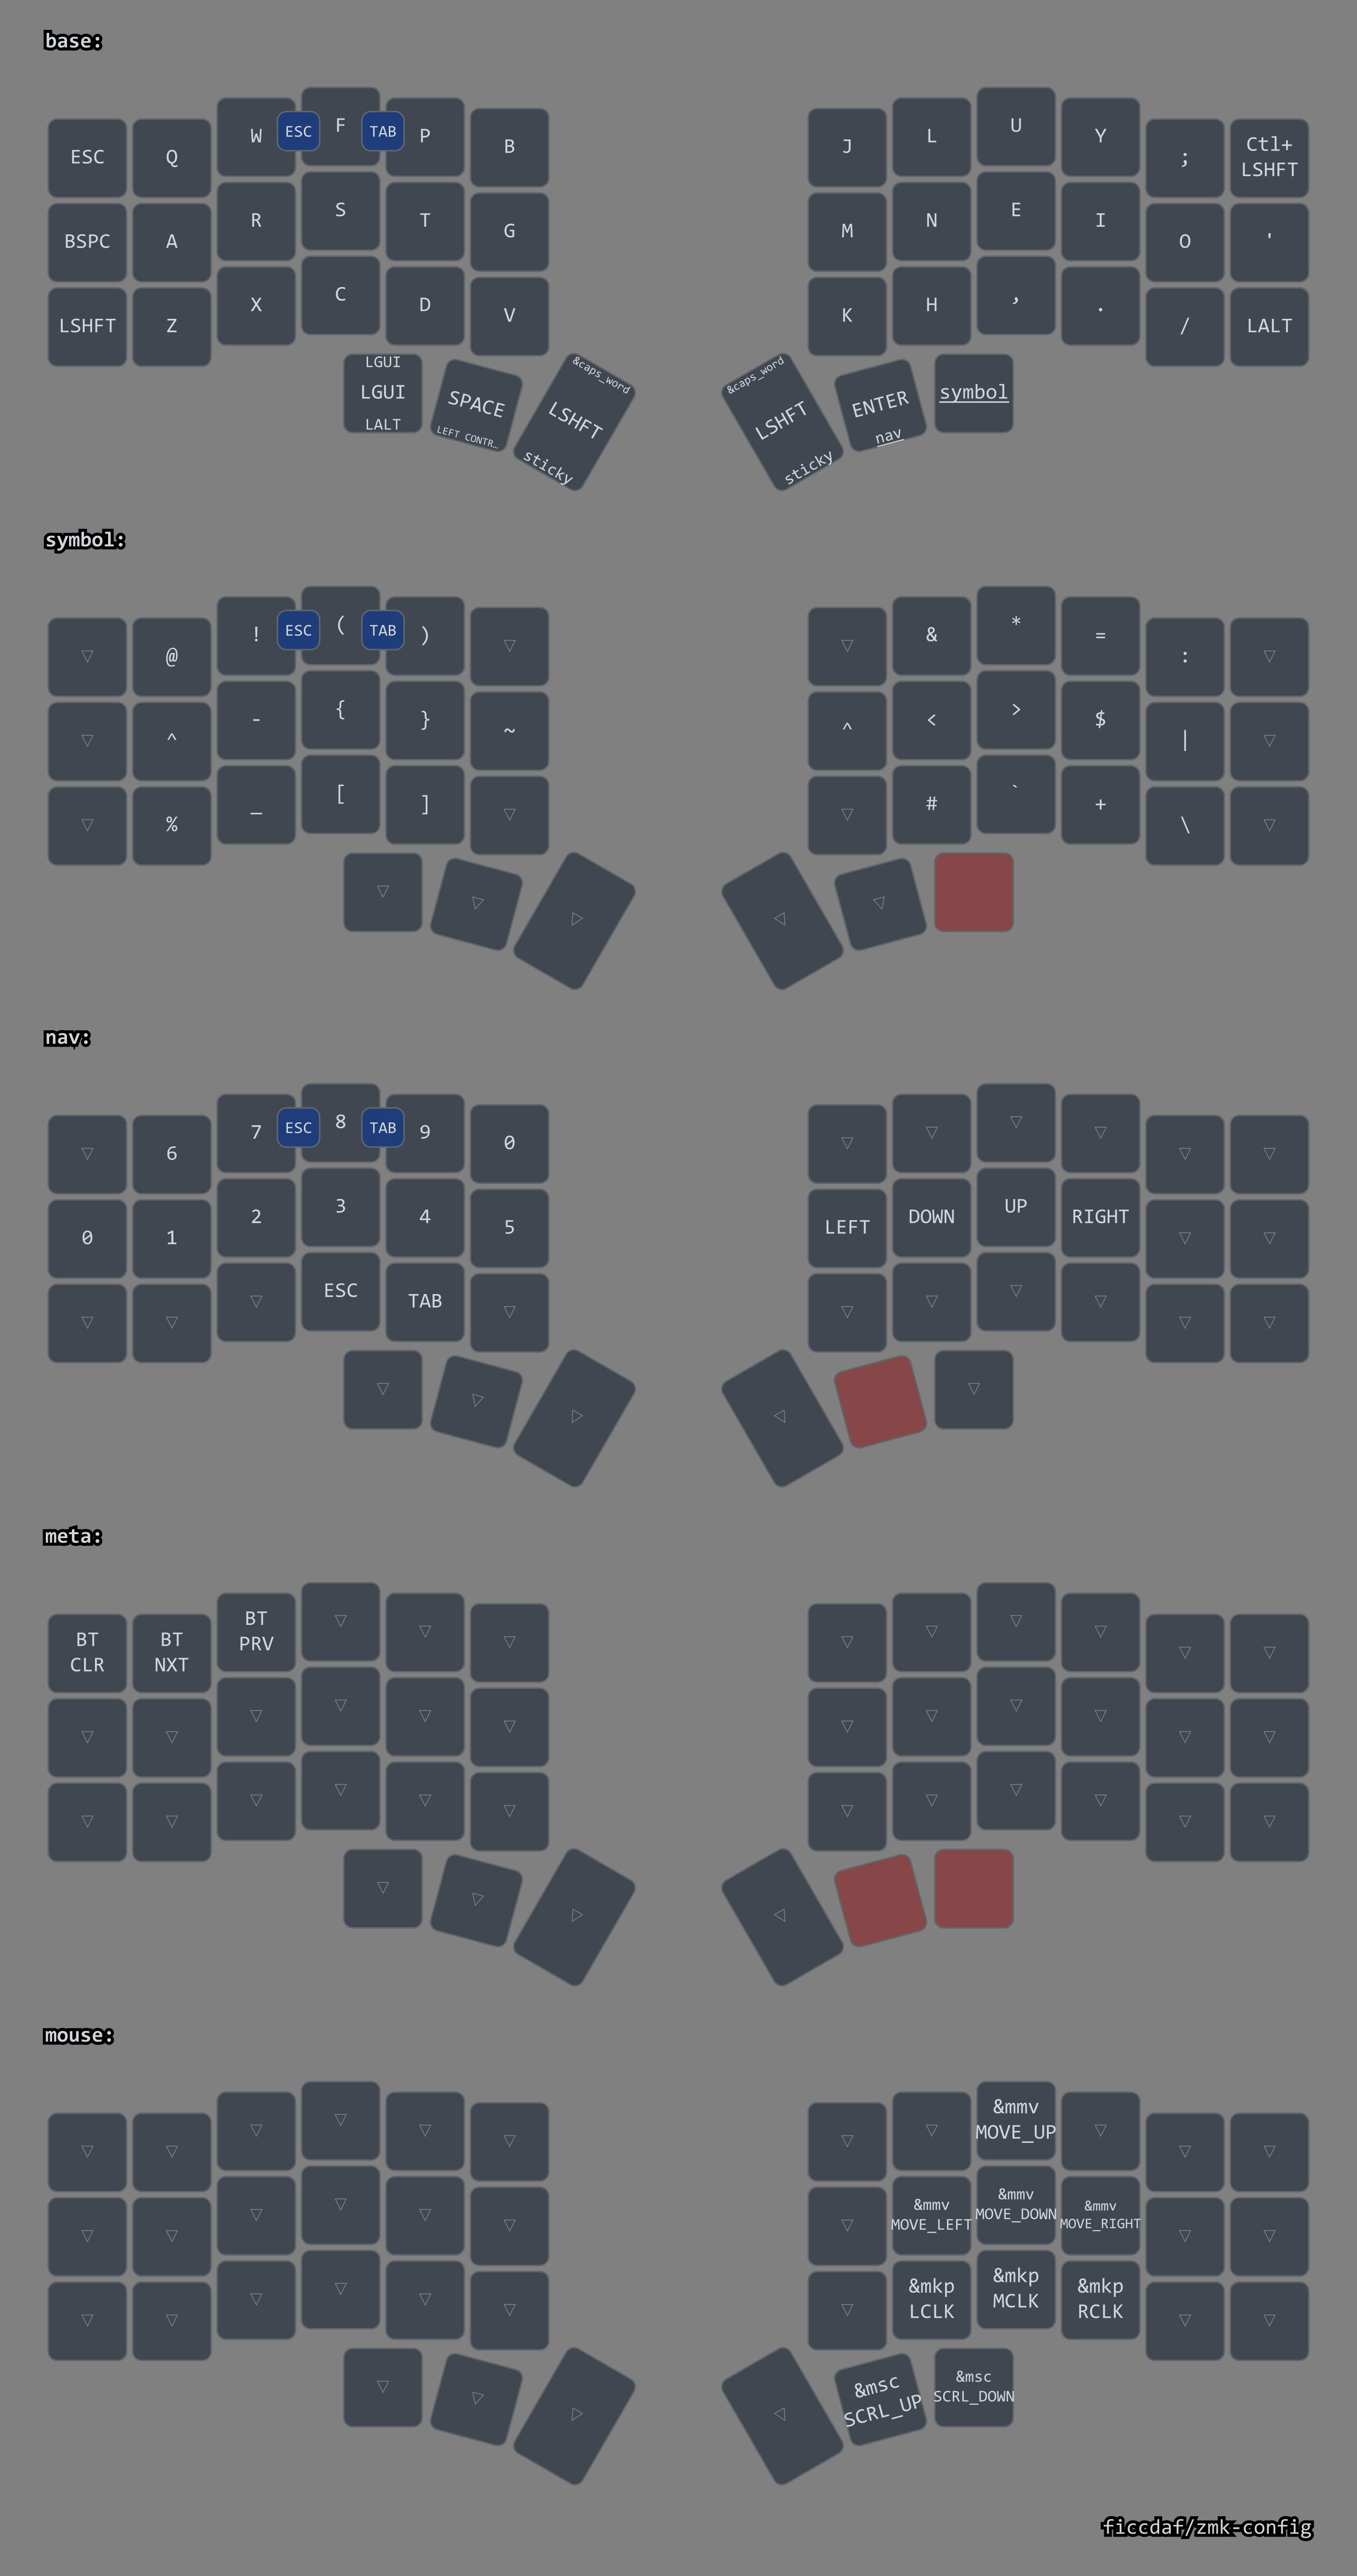 base:
ESC Q W ESC F TAB P B J L U Y ; Ctl+
LSHFT
BSPC A R S T G M N E I O '
LSHFT Z X C D V K H , . / LALT
LGUI
LGUI
LALT
SPACE
LEFT CONTR…
&caps_word
LSHFT
sticky
&caps_word
LSHFT
sticky
ENTER
nav
symbol
symbol:
▽ @ ! ESC ( TAB ) ▽ ▽ & * = : ▽
▽ ^ - { } ~ ^ < > $ | ▽
▽ % _ [ ] ▽ ▽ # ` + \ ▽
▽ ▽ ▽ ▽ ▽
nav:
▽ 6 7 ESC 8 TAB 9 0 ▽ ▽ ▽ ▽ ▽ ▽
0 1 2 3 4 5 LEFT DOWN UP RIGHT ▽ ▽
▽ ▽ ▽ ESC TAB ▽ ▽ ▽ ▽ ▽ ▽ ▽
▽ ▽ ▽ ▽ ▽
meta:
BT
CLR
BT
NXT
BT
PRV
▽ ▽ ▽ ▽ ▽ ▽ ▽ ▽ ▽
▽ ▽ ▽ ▽ ▽ ▽ ▽ ▽ ▽ ▽ ▽ ▽
▽ ▽ ▽ ▽ ▽ ▽ ▽ ▽ ▽ ▽ ▽ ▽
▽ ▽ ▽ ▽
mouse:
▽ ▽ ▽ ▽ ▽ ▽ ▽ ▽
&mmv
MOVE_UP
▽ ▽ ▽
▽ ▽ ▽ ▽ ▽ ▽ ▽
&mmv
MOVE_LEFT
&mmv
MOVE_DOWN
&mmv
MOVE_RIGHT
▽ ▽
▽ ▽ ▽ ▽ ▽ ▽ ▽
&mkp
LCLK
&mkp
MCLK
&mkp
RCLK
▽ ▽
▽ ▽ ▽ ▽
&msc
SCRL_UP
&msc
SCRL_DOWN
ficcdaf/zmk-config